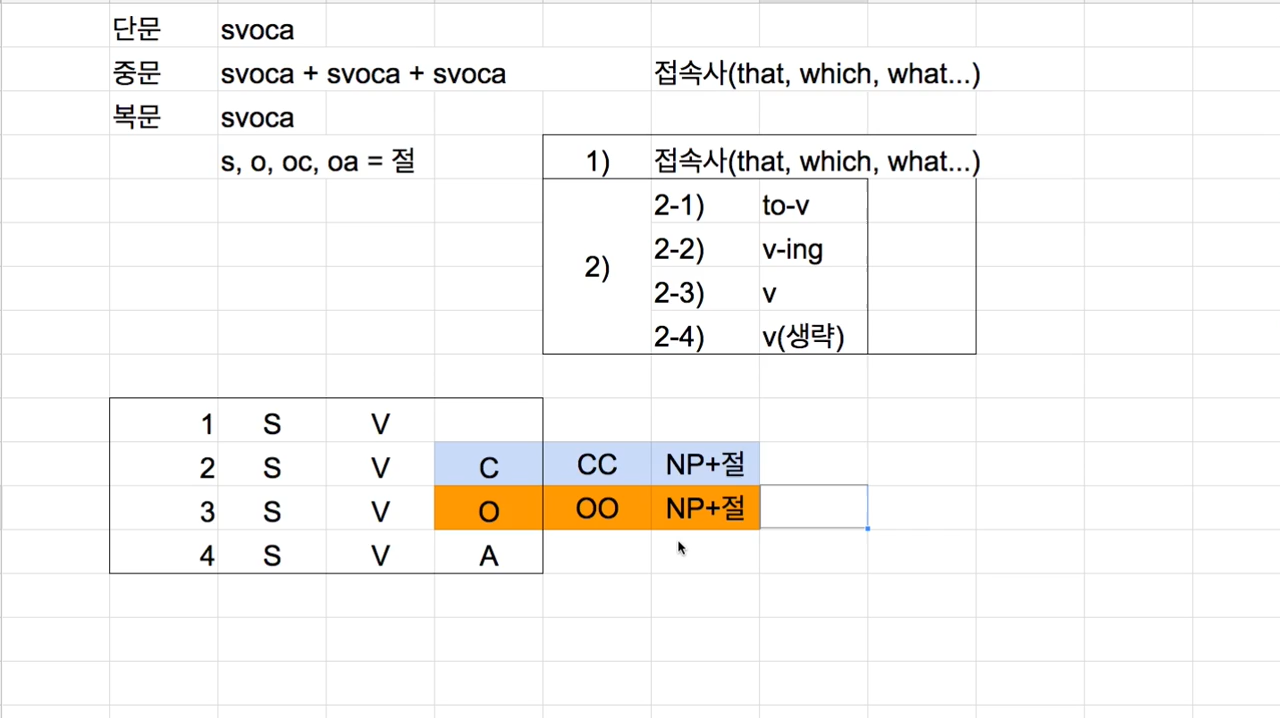 단문 svoca
중문 svoca + svoca + svoca 접속사(that, which, what...)
복문 svoca
s, o, oc, oa = 절 1) 접속사(that, which, what...)
2-1) to-v
2-2) v-ing
2)
2-3) v
2-4) v(생략)
1 S V
2 S V C CC NP+절
3 S V O OO NP+절
4 S V A